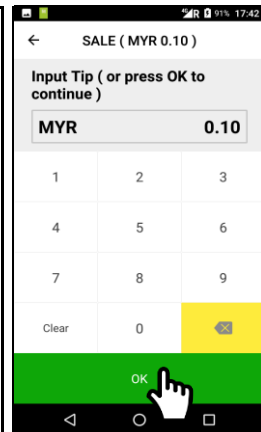 4G R 91% 17:42
SALE ( MYR 0.10 )
Input Tip ( or press OK to
continue )
MYR 0.10
1 2 3
4 5 6
7 8 9
Clear 0
OK